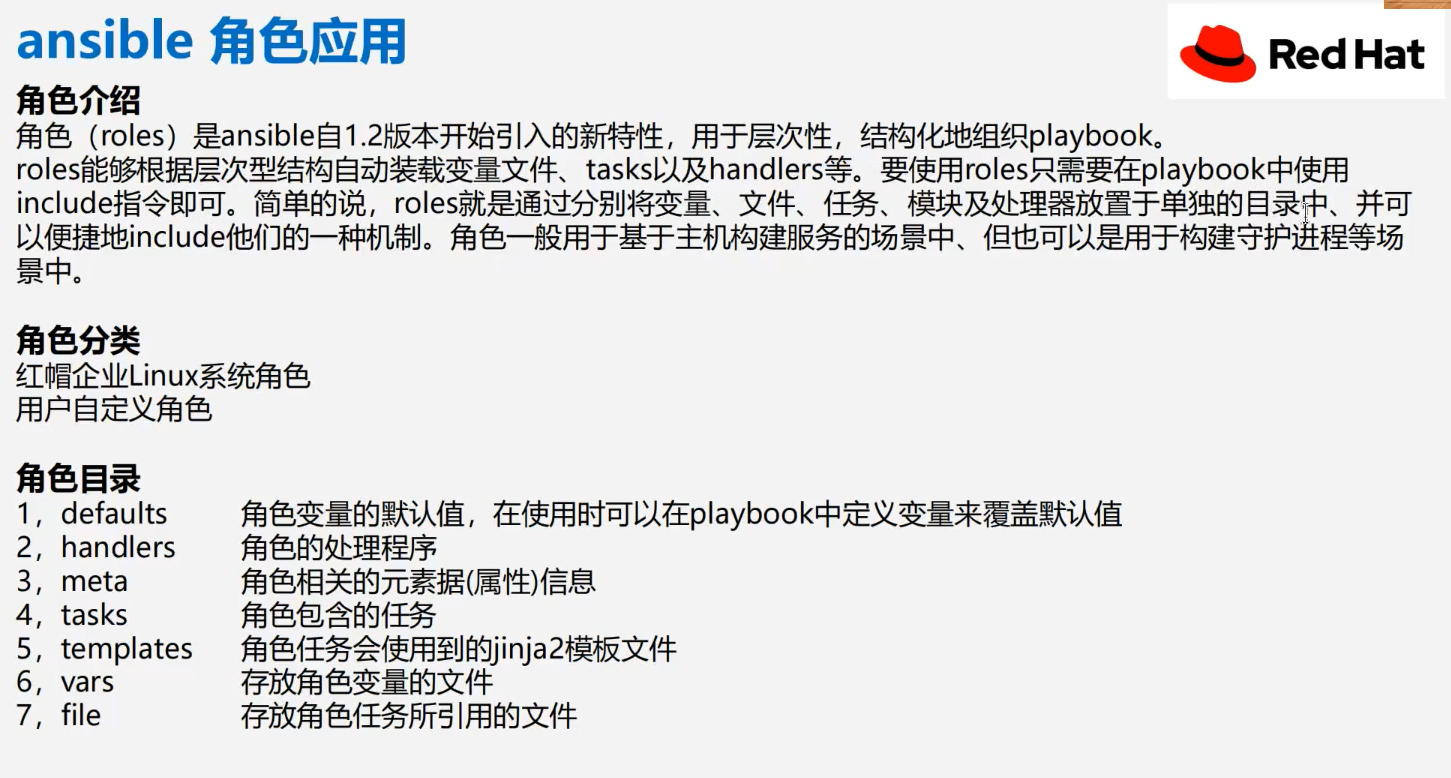 ansible 角色应用
Red Hat
角色介绍
角色（roles）是ansible自1.2版本开始引入的新特性，用于层次性，结构化地组织playbook。
roles能够根据层次型结构自动装载变量文件、tasks以及handlers等。要使用roles只需要在playbook中使用
include指令即可。简单的说，roles就是通过分别将变量、文件、任务、模块及处理器放置于单独的目录中、并可
以便捷地include他们的一种机制。角色一般用于基于主机构建服务的场景中、但也可以是用于构建守护进程等场
景中。
角色分类
红帽企业Linux系统角色
用户自定义角色
角色目录
1，defaults 角色变量的默认值，在使用时可以在playbook中定义变量来覆盖默认值
2，handlers 角色的处理程序
3，meta 角色相关的元素据(属性)信息
4，tasks 角色包含的任务
5，templates 角色任务会使用到的jinja2模板文件
6，vars 存放角色变量的文件
7，file 存放角色任务所引用的文件